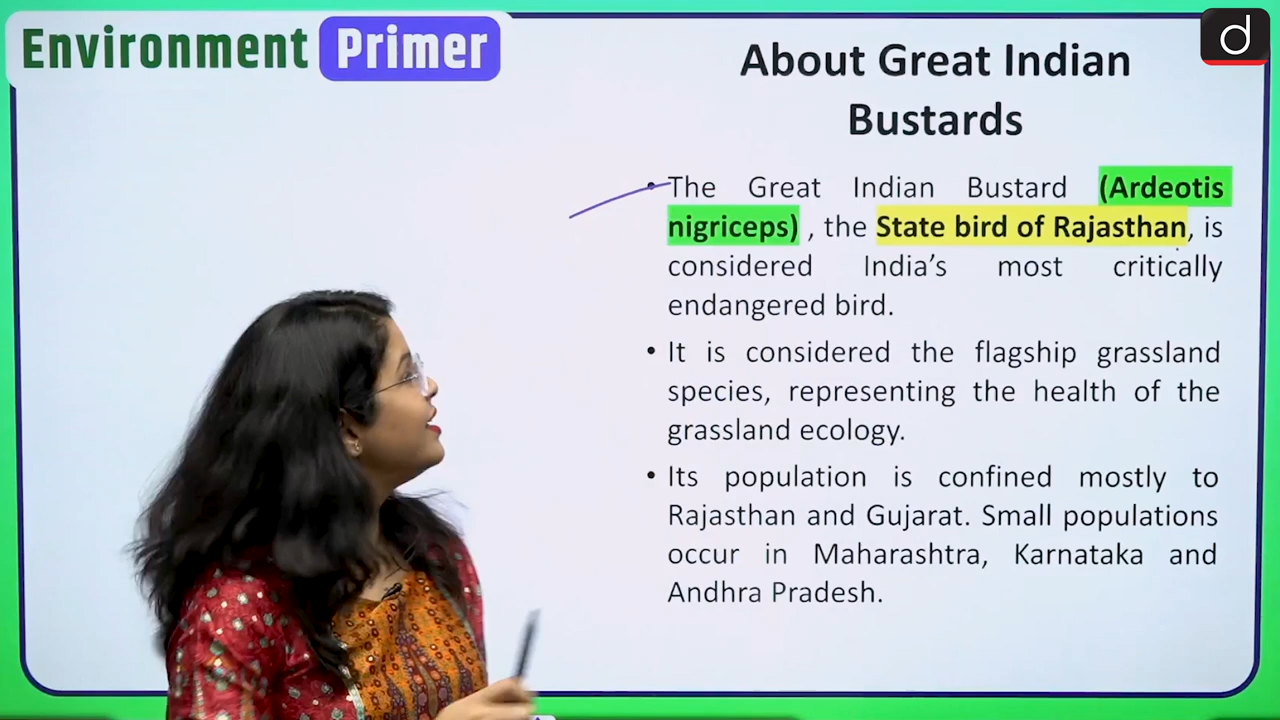 Environment Primer
d
About Great Indian
Bustards
• The Great Indian Bustard (Ardeotis
nigriceps) , the State bird of Rajasthan, is
considered India's most critically
endangered bird.
• It is considered the flagship grassland
species, representing the health of the
grassland ecology.
• Its population is confined mostly to
Rajasthan and Gujarat. Small populations
occur in Maharashtra, Karnataka and
Andhra Pradesh.